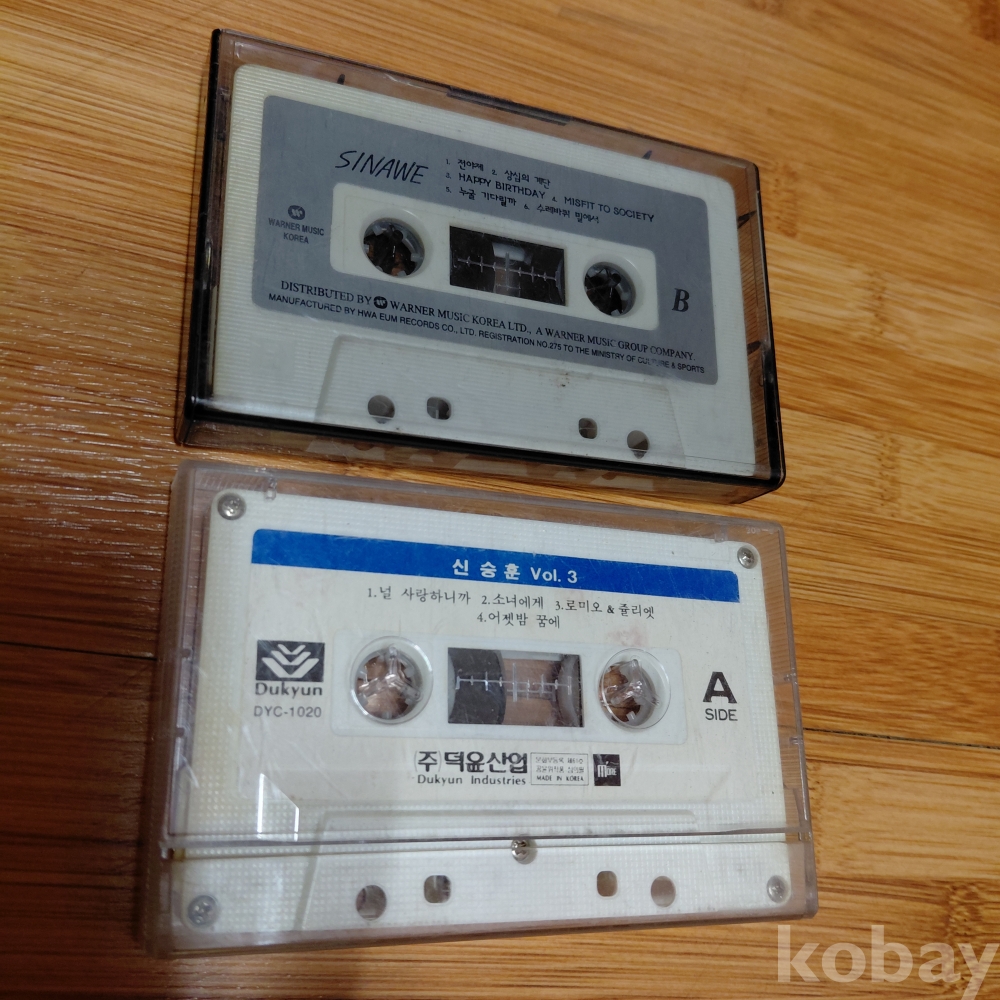 SINAWE
1. 전야제 2. 상심의 계단
3. HAPPY BIRTHDAY 4. MISFIT TO SOCIETY
5. 누굴 기다릴까 6. 수레바퀴 밑에서
WARNER MUSIC
KOREA
B
DISTRIBUTED BY WARNER MUSIC KOREA LTD., A WARNER MUSIC GROUP COMPANY.
MANUFACTURED BY HWA EUM RECORDS CO., LTD. REGISTRATION NO.275 TO THE MINISTRY OF CULTURE & SPORTS
신승훈 Vol. 3
1.널 사랑하니까 2.소녀에게 3.로미오 & 쥴리엣
4.어젯밤 꿈에
Dukyun
DYC-1020
A
SIDE
주 덕윤산업
Dukyun Industries
MADE IN KOREA
kobay